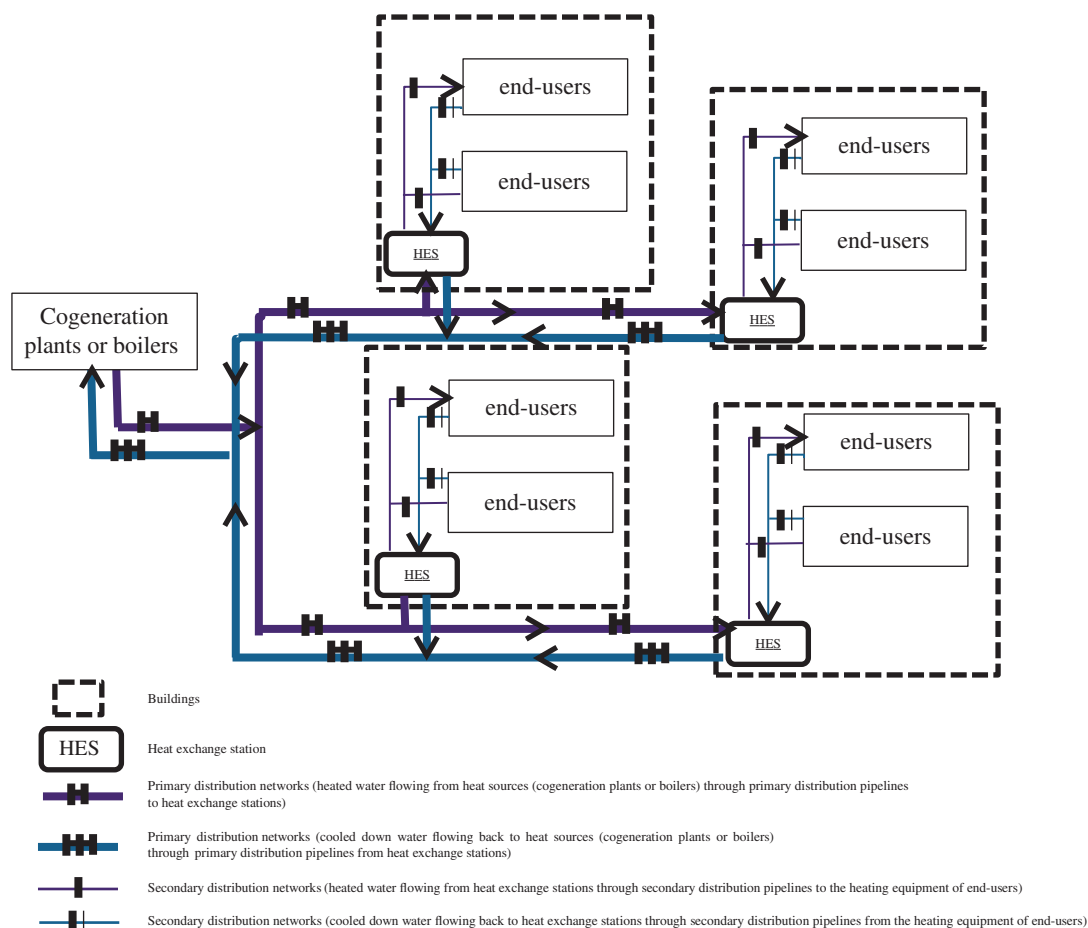 end-users
end-users
HES
end-users
end-users
HES
Cogeneration
plants or boilers
end-users
end-users
HES
end-users
end-users
HES
Buildings
HES
Heat exchange station
Primary distribution networks (heated water flowing from heat sources (cogeneration plants or boilers) through primary distribution pipelines
to heat exchange stations)
Primary distribution networks (cooled down water flowing back to heat sources (cogeneration plants or boilers)
through primary distribution pipelines from heat exchange stations)
Secondary distribution networks (heated water flowing from heat exchange stations through secondary distribution pipelines to the heating equipment of end-users)
Secondary distribution networks (cooled down water flowing back to heat exchange stations through secondary distribution pipelines from the heating equipment of end-users)